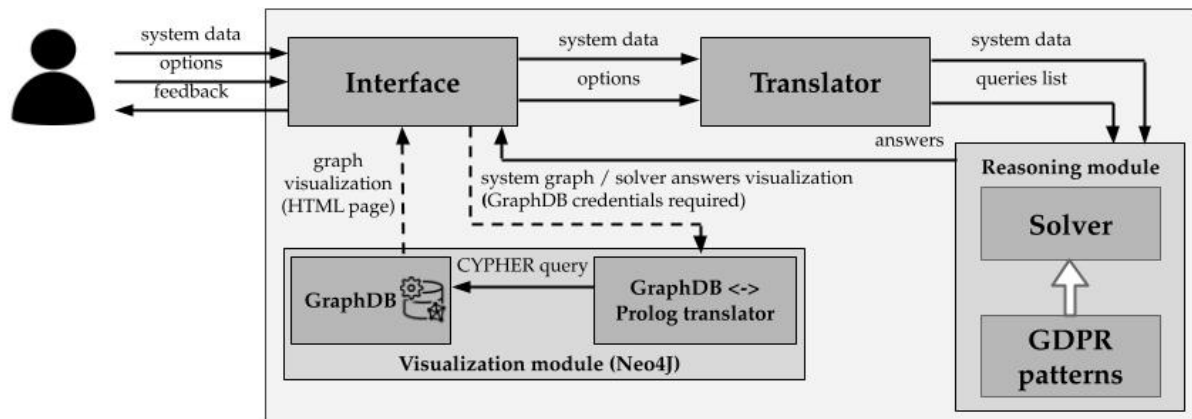 system data
options
feedback
Interface
system data
options
Translator
system data
queries list
answers
graph
visualization
(HTML page)
system graph / solver answers visualization
(GraphDB credentials required)
Reasoning module
Solver
GDPR
patterns
GraphDB
CYPHER query
GraphDB <->
Prolog translator
Visualization module (Neo4J)